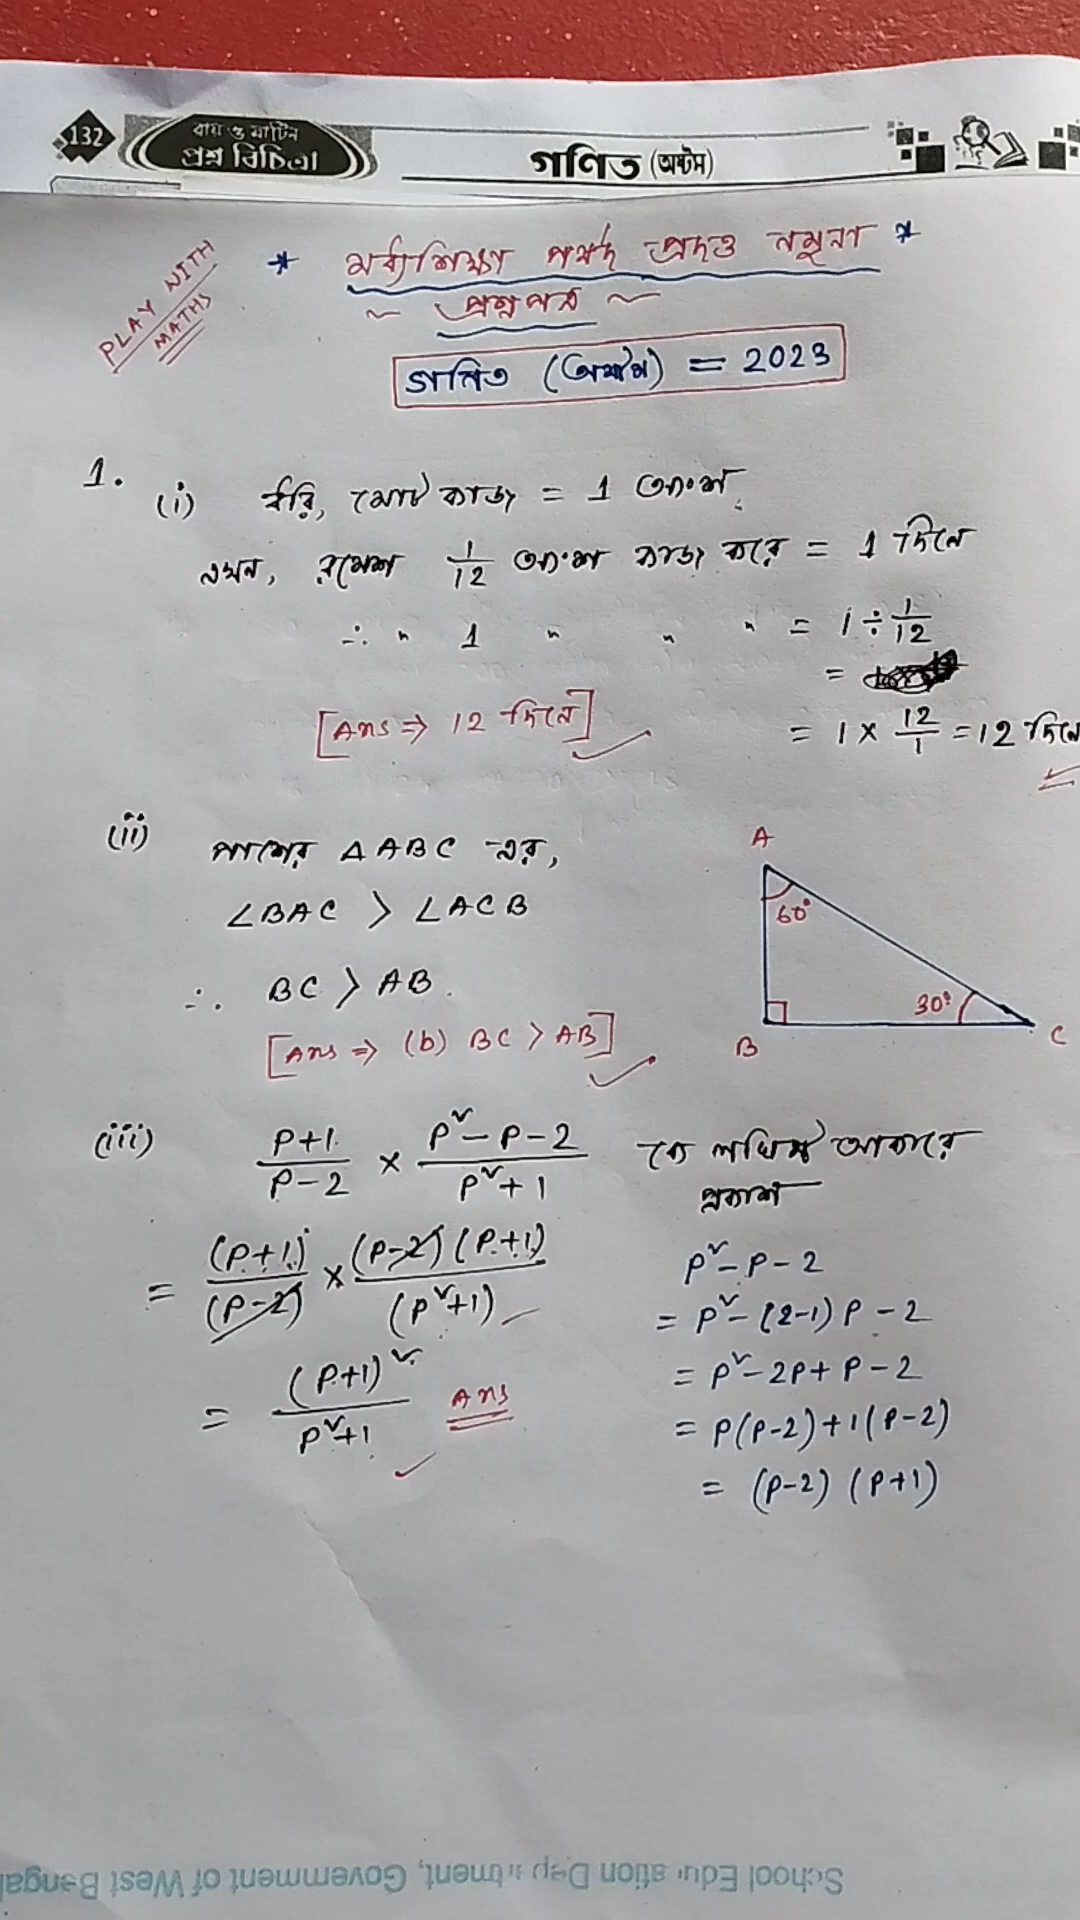 132
রায় ও মার্টিন
প্রশ্ন বিচিত্রা
গণিত (অষ্টম)
PLAY WITH
MATHS
* মধ্যশিক্ষা পর্ষদ প্রদত্ত নমুনা *
~ প্রশ্নপত্র ~
গণিত (অষ্টম) = 2023
1. (i) ধরি, মোট কাজ = 1 অংশ
এখন, রমেশ 1/12 অংশ কাজ করে = 1 দিনে
∴ " 1 " " " = 1 ÷ 1/12
=
[Ans ⇒ 12 দিনে] = 1 × 12/1 = 12 দিনে
(ii) পাশের ΔABC এর,
∠BAC > ∠ACB
∴ BC > AB.
[Ans ⇒ (b) BC > AB]
A
60°
30°
B
C
(iii) P+1/P-2 × P²-P-2/P²+1 কে লঘিষ্ঠ আকারে
প্রকাশ
= (P+1)/(P-2) × (P-2)(P+1)/(P²+1)
= (P+1)²/P²+1 Ans
P²-P-2
= P²-(2-1)P-2
= P²-2P+P-2
= P(P-2)+1(P-2)
= (P-2) (P+1)
School Education Department, Government of West Bengal